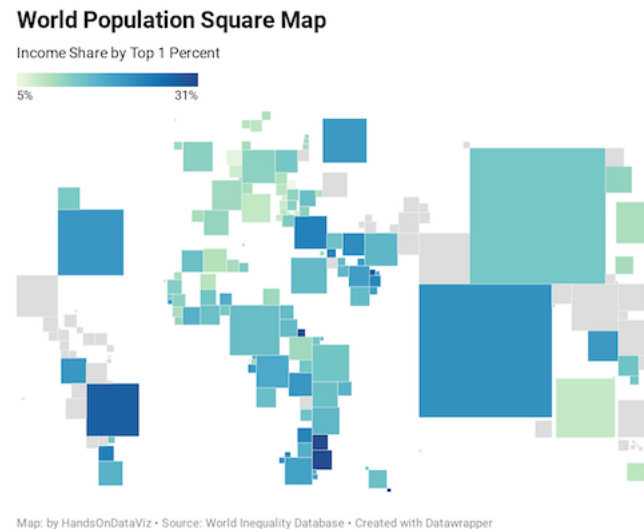 World Population Square Map
Income Share by Top 1 Percent
5% 31%
Map: by HandsOnDataViz • Source: World Inequality Database • Created with Datawrapper